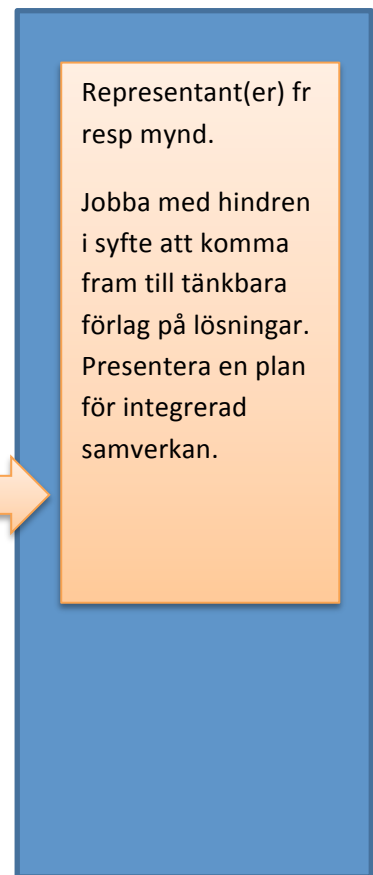 Representant(er) fr
resp mynd.
Jobba med hindren
i syfte att komma
fram till tänkbara
förlag på lösningar.
Presentera en plan
för integrerad
samverkan.